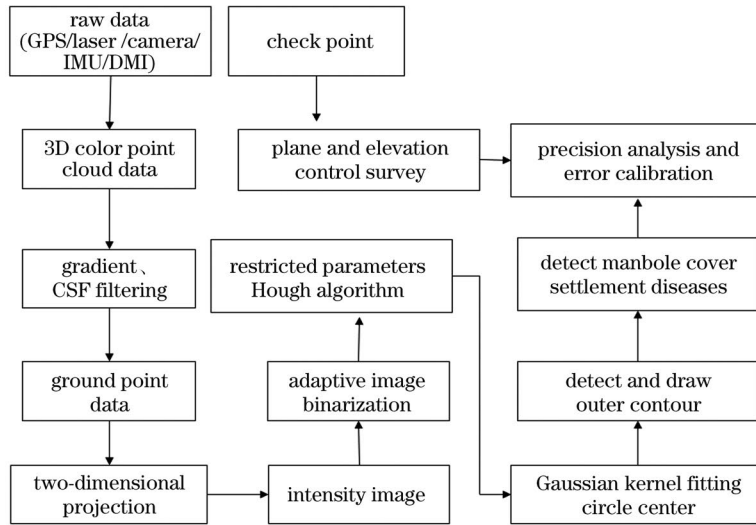 raw data
(GPS/laser /camera/
IMU/DMI)
check point
3D color point
cloud data
plane and elevation
control survey
precision analysis and
error calibration
gradient、
CSF filtering
restricted parameters
Hough algorithm
detect manbole cover
settlement diseases
ground point
data
adaptive image
binarization
detect and draw
outer contour
two-dimensional
projection
intensity image
Gaussian kernel fitting
circle center